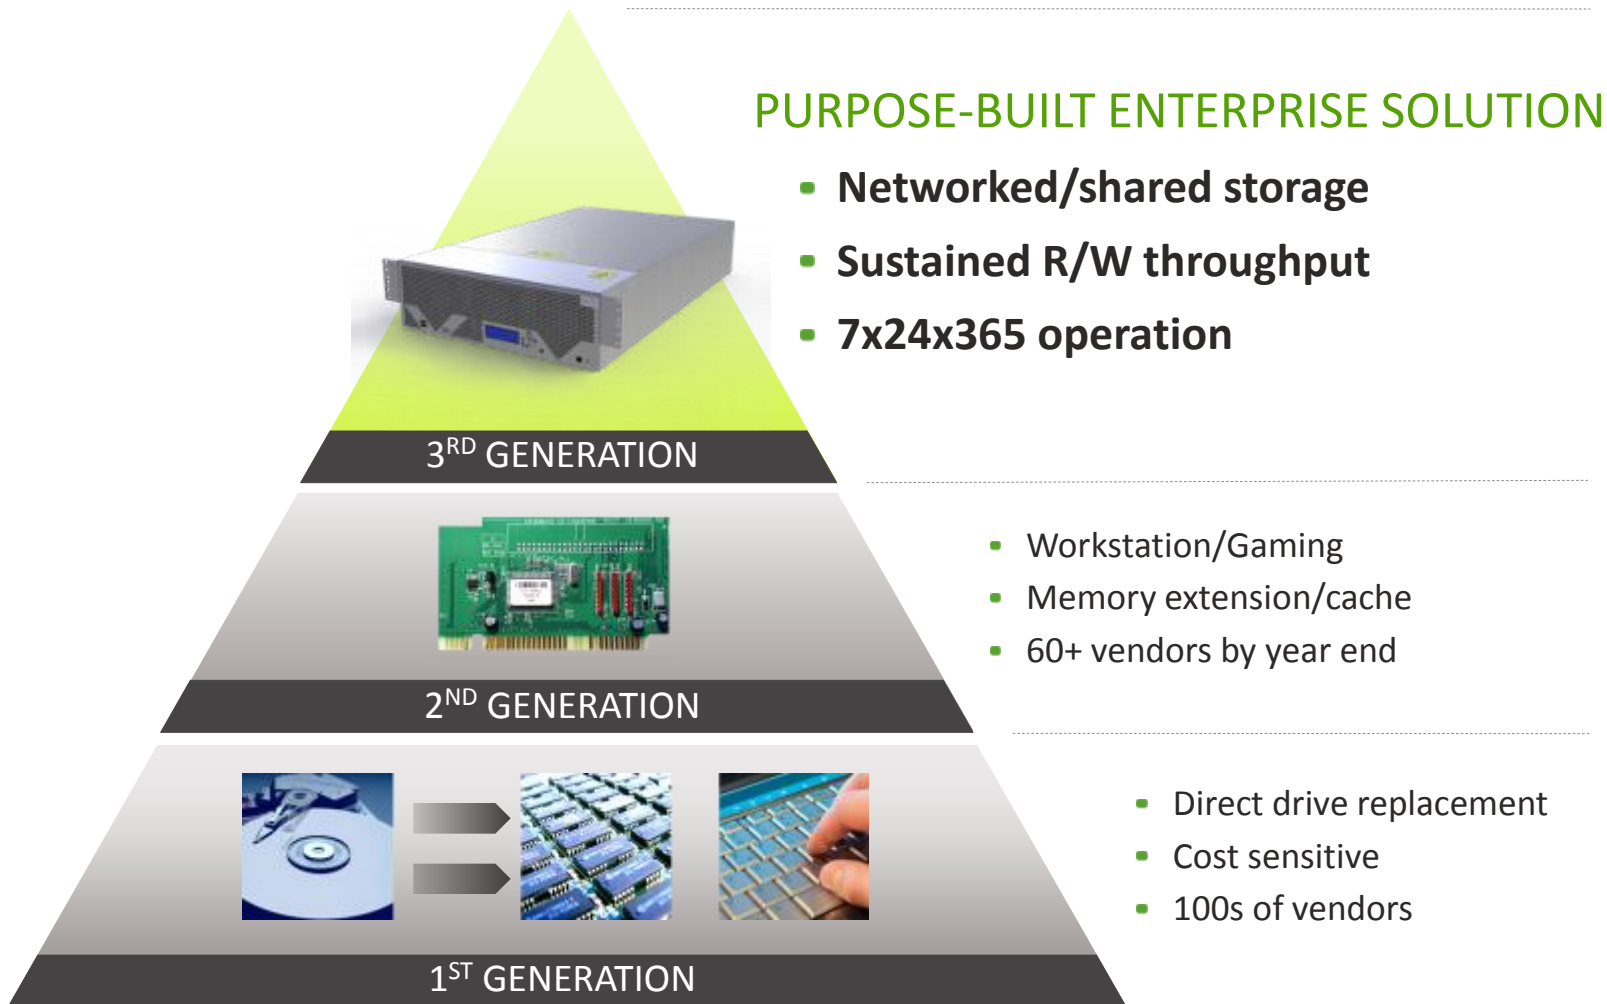 PURPOSE-BUILT ENTERPRISE SOLUTION
Networked/shared storage
Sustained R/W throughput
7x24x365 operation
3RD GENERATION
Workstation/Gaming
Memory extension/cache
60+ vendors by year end
2ND GENERATION
Direct drive replacement
Cost sensitive
100s of vendors
1ST GENERATION